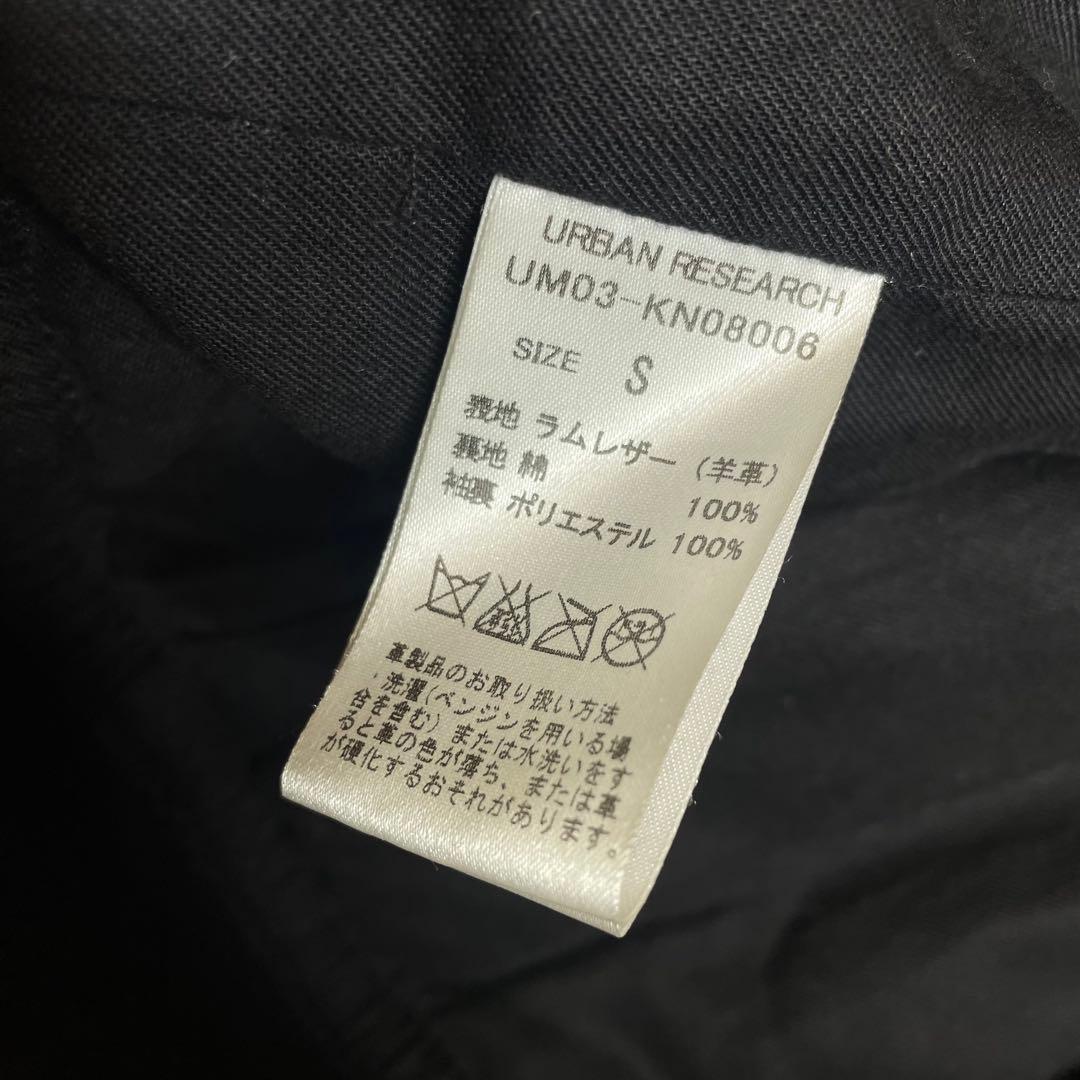 URBAN RESEARCH
UM03-KN08006
SIZE S
表地 ラムレザー (羊革)
裏地 綿 100%
袖裏 ポリエステル 100%
革製品のお取り扱い方法
・洗濯(ベンジンを用いる場
合を含む)または水洗いをす
ると革の色が落ち、または革
が硬化するおそれがあります。